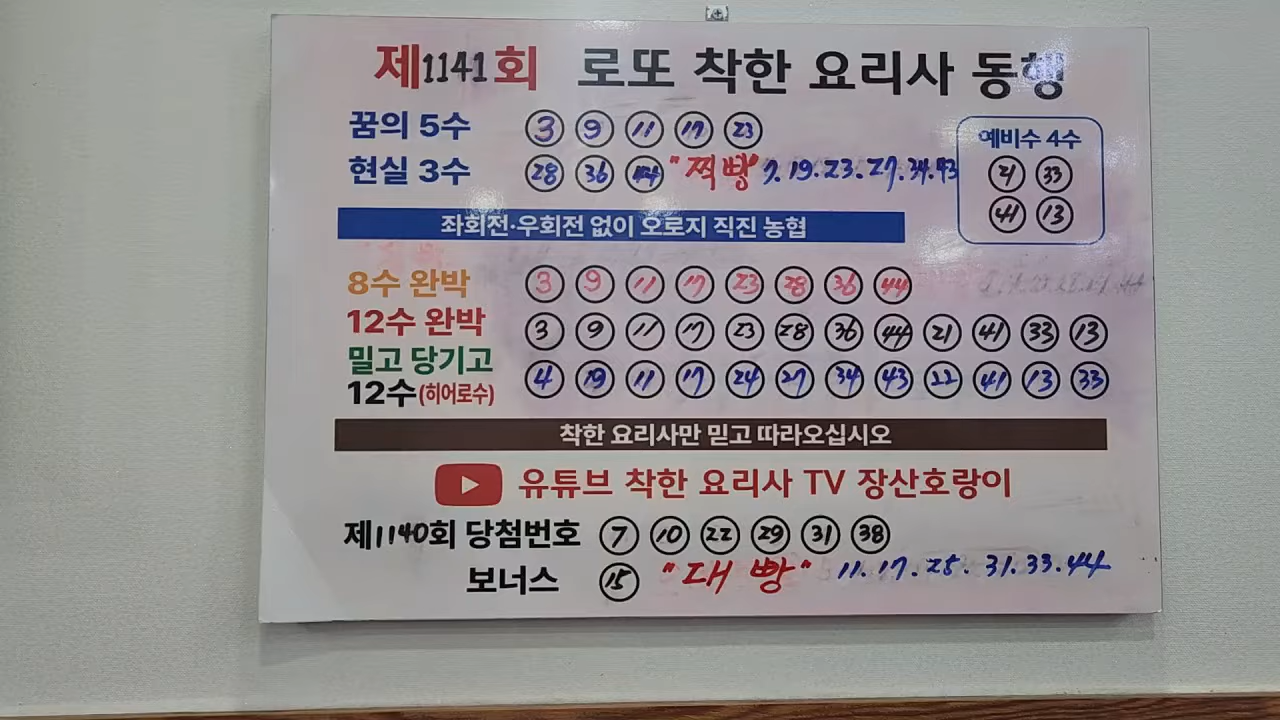 제1141회 로또 착한 요리사 동행
꿈의 5수 3 9 11 17 23
현실 3수 28 36 44 "찍빵" 7.19.23.27.34.43
예비수 4수
21 33
41 13
좌회전·우회전 없이 오로지 직진 농협
8수 완박 3 9 11 17 23 28 36 44
12수 완박 3 9 11 17 23 28 36 44 21 41 33 13
밀고 당기고
12수(히어로수) 4 19 11 17 24 27 34 43 22 41 13 33
착한 요리사만 믿고 따라오십시오
유튜브 착한 요리사 TV 장산호랑이
제1140회 당첨번호 7 10 22 29 31 38
보너스 15 "대빵" 11.17.25.31.33.44